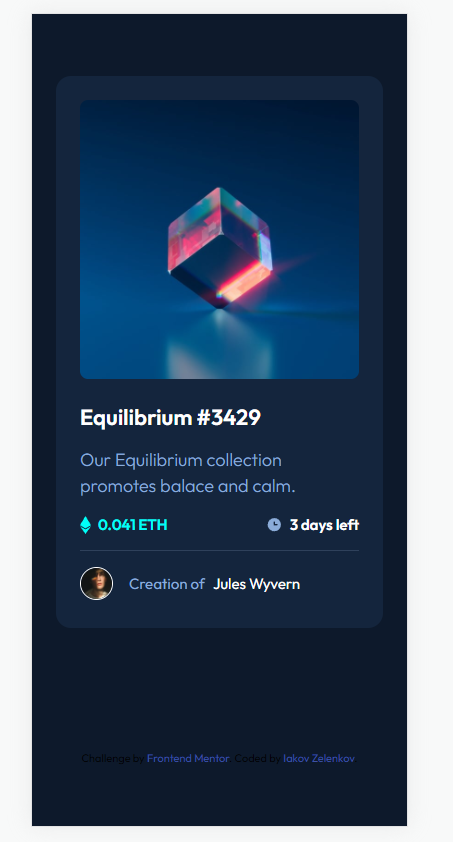 Equilibrium #3429
Our Equilibrium collection
promotes balace and calm.
0.041 ETH 3 days left
Creation of Jules Wyvern
Challenge by Frontend Mentor. Coded by Iakov Zelenkov.